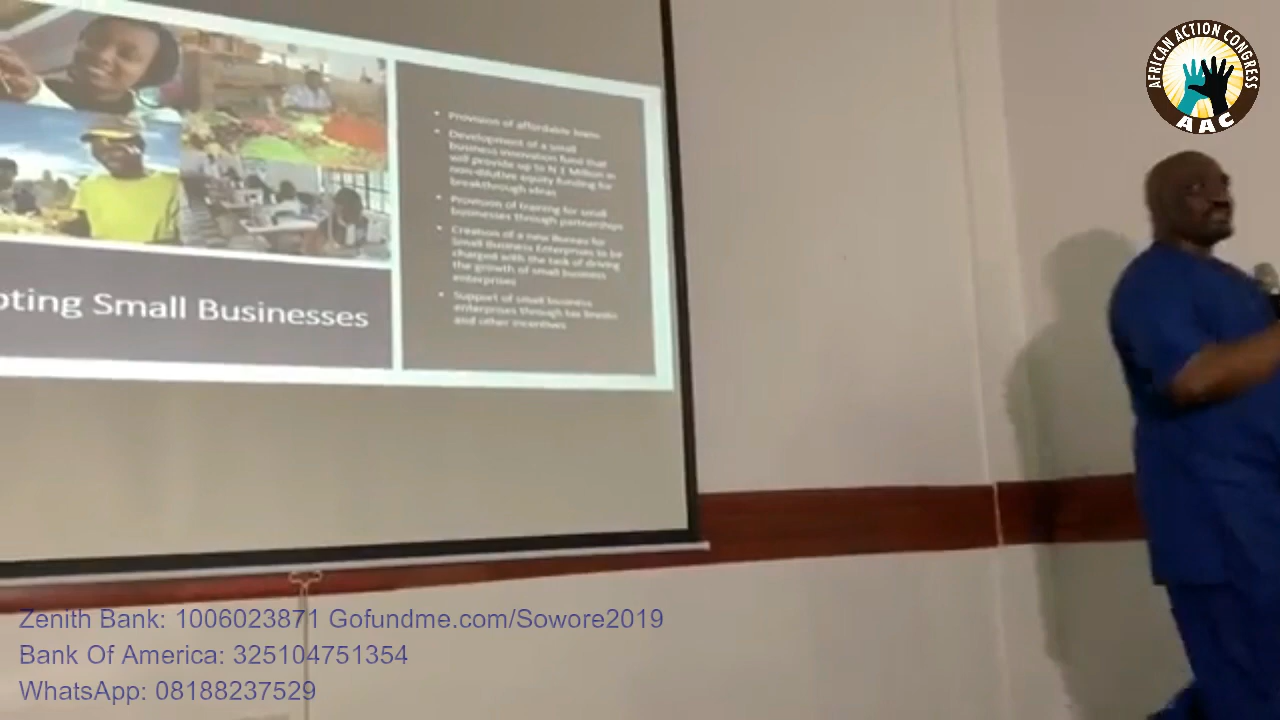 AFRICAN ACTION CONGRESS
AAC
Provision of affordable loans
Development of a small
business innovation fund that
will provide up to N 1 Million in
non-dilutive equity funding for
breakthrough ideas
Provision of training for small
businesses through partnerships
Creation of a new Bureau for
Small Business Enterprises to be
charged with the task of driving
the growth of small business
enterprises
Support of small business
enterprises through tax breaks
and other incentives
oting Small Businesses
Zenith Bank: 1006023871 Gofundme.com/Sowore2019
Bank Of America: 325104751354
WhatsApp: 08188237529